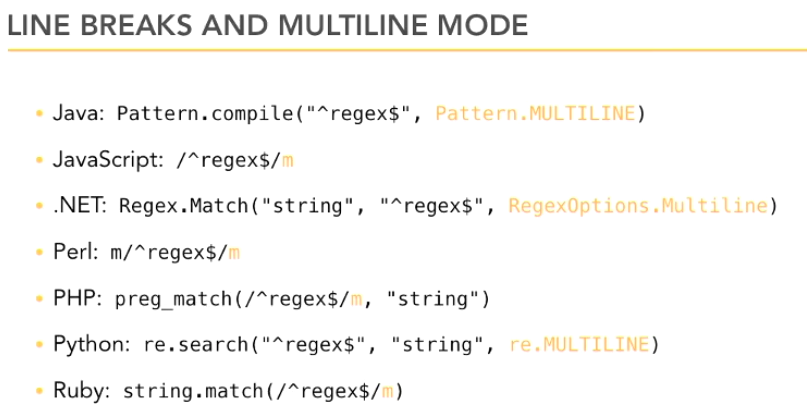 LINE BREAKS AND MULTILINE MODE
• Java: Pattern.compile("^regex$", Pattern.MULTILINE)
• JavaScript: /^regex$/m
• .NET: Regex.Match("string", "^regex$", RegexOptions.Multiline)
• Perl: m/^regex$/m
• PHP: preg_match(/^regex$/m, "string")
• Python: re.search("^regex$", "string", re.MULTILINE)
• Ruby: string.match(/^regex$/m)